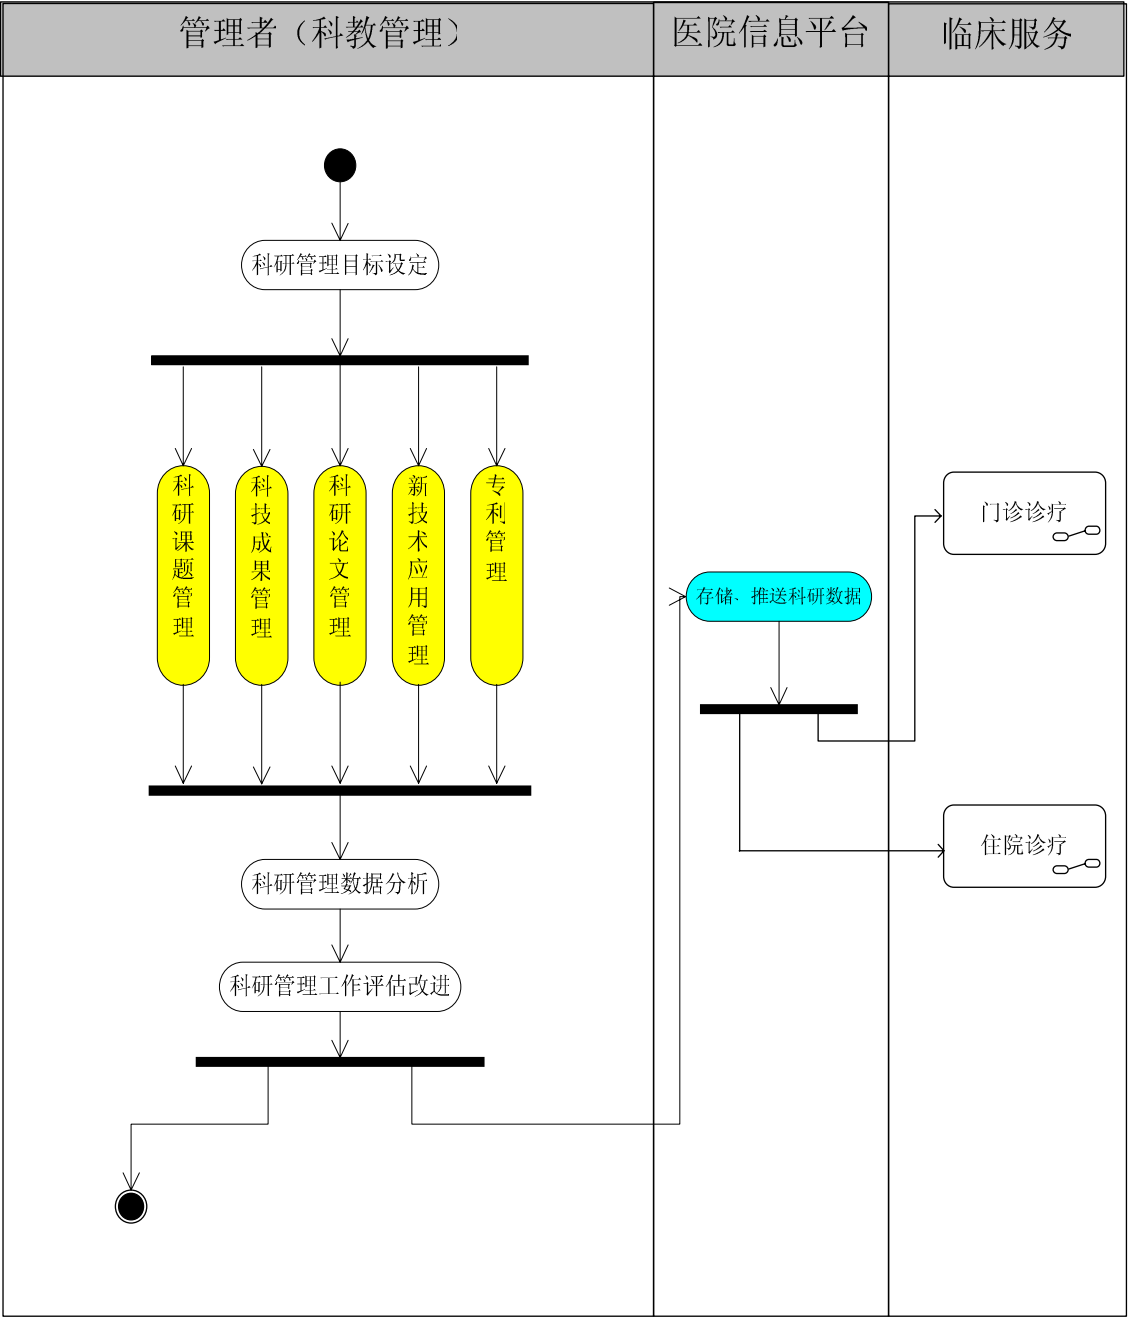 管理者（科教管理）
医院信息平台
临床服务
科研管理目标设定
科研课题管理
科技成果管理
科研论文管理
新技术应用管理
专利管理
门诊诊疗
存储、推送科研数据
住院诊疗
科研管理数据分析
科研管理工作评估改进